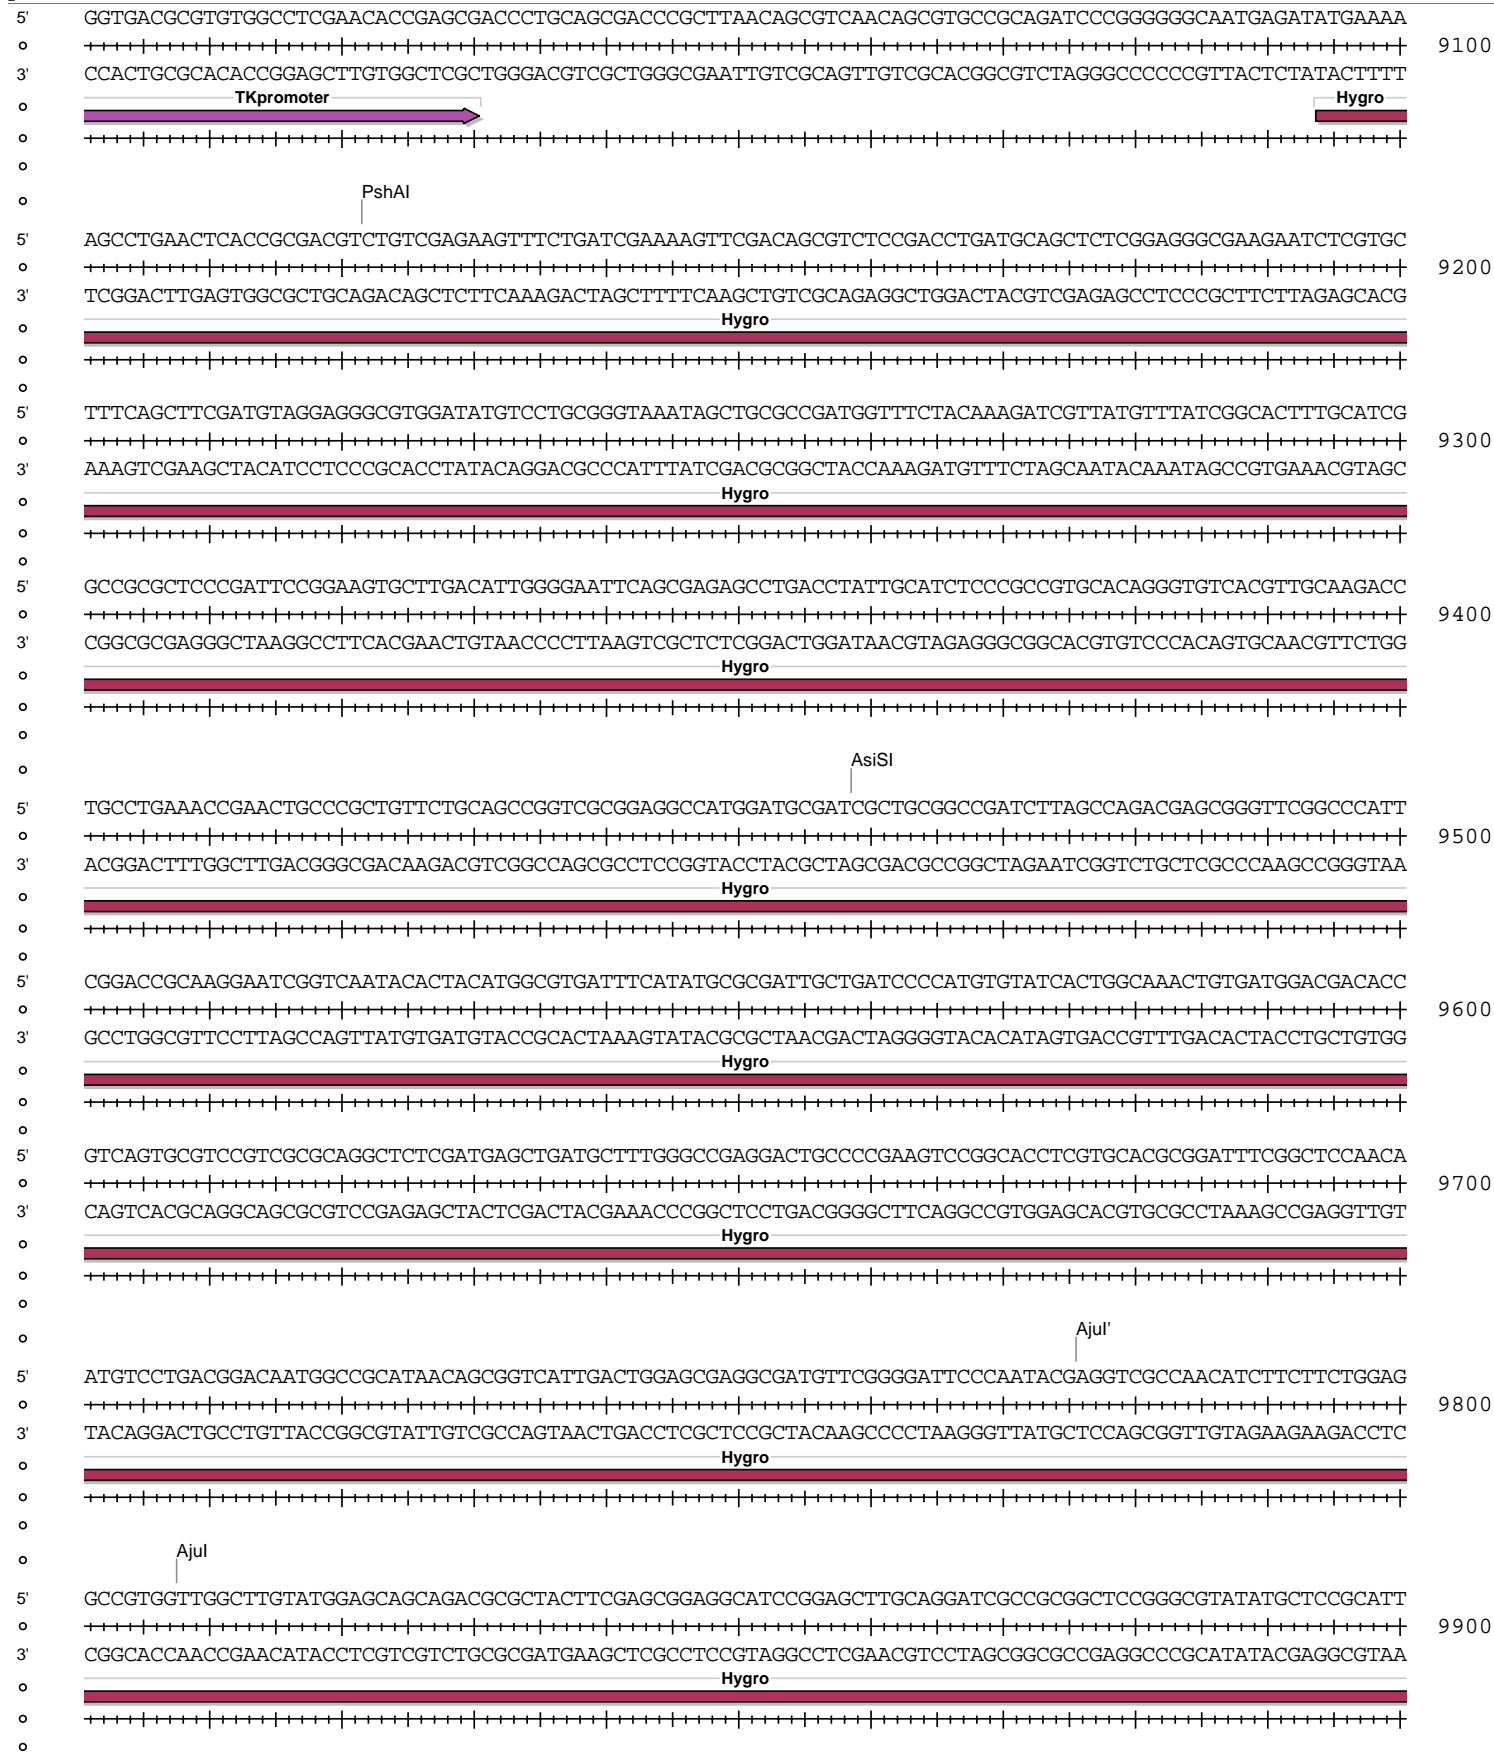 5' GGTGACGCGTGTGGCCTCGAACACCGAGCGACCCTGCAGCGACCCGCTTAACAGCGTCAACAGCGTGCCGCAGATCCCGGGGGGCAATGAGATATGAAAA
9100
3' CCACTGCGCACACCGGAGCTTGTGGCTCGCTGGGACGTCGCTGGGCGAATTGTCGCAGTTGTCGCACGGCGTCTAGGGCCCCCCGTTACTCTATACTTTT
TKpromoter Hygro
PshAI
5' AGCCTGAACTCACCGCGACGTCTGTCGAGAAGTTTCTGATCGAAAAGTTCGACAGCGTCTCCGACCTGATGCAGCTCTCGGAGGGCGAAGAATCTCGTGC
9200
3' TCGGACTTGAGTGGCGCTGCAGACAGCTCTTCAAAGACTAGCTTTTCAAGCTGTCGCAGAGGCTGGACTACGTCGAGAGCCTCCCGCTTCTTAGAGCACG
Hygro
5' TTTCAGCTTCGATGTAGGAGGGCGTGGATATGTCCTGCGGGTAAATAGCTGCGCCGATGGTTTCTACAAAGATCGTTATGTTTATCGGCACTTTGCATCG
9300
3' AAAGTCGAAGCTACATCCTCCCGCACCTATACAGGACGCCCATTTATCGACGCGGCTACCAAAGATGTTTCTAGCAATACAAATAGCCGTGAAACGTAGC
Hygro
5' GCCGCGCTCCCGATTCCGGAAGTGCTTGACATTGGGGAATTCAGCGAGAGCCTGACCTATTGCATCTCCCGCCGTGCACAGGGTGTCACGTTGCAAGACC
9400
3' CGGCGCGAGGGCTAAGGCCTTCACGAACTGTAACCCCTTAAGTCGCTCTCGGACTGGATAACGTAGAGGGCGGCACGTGTCCCACAGTGCAACGTTCTGG
Hygro
AsiSI
5' TGCCTGAAACCGAACTGCCCGCTGTTCTGCAGCCGGTCGCGGAGGCCATGGATGCGATCGCTGCGGCCGATCTTAGCCAGACGAGCGGGTTCGGCCCATT
9500
3' ACGGACTTTGGCTTGACGGGCGACAAGACGTCGGCCAGCGCCTCCGGTACCTACGCTAGCGACGCCGGCTAGAATCGGTCTGCTCGCCCAAGCCGGGTAA
Hygro
5' CGGACCGCAAGGAATCGGTCAATACACTACATGGCGTGATTTCATATGCGCGATTGCTGATCCCCATGTGTATCACTGGCAAACTGTGATGGACGACACC
9600
3' GCCTGGCGTTCCTTAGCCAGTTATGTGATGTACCGCACTAAAGTATACGCGCTAACGACTAGGGGTACACATAGTGACCGTTTGACACTACCTGCTGTGG
Hygro
5' GTCAGTGCGTCCGTCGCGCAGGCTCTCGATGAGCTGATGCTTTGGGCCGAGGACTGCCCCGAAGTCCGGCACCTCGTGCACGCGGATTTCGGCTCCAACA
9700
3' CAGTCACGCAGGCAGCGCGTCCGAGAGCTACTCGACTACGAAACCCGGCTCCTGACGGGGCTTCAGGCCGTGGAGCACGTGCGCCTAAAGCCGAGGTTGT
Hygro
AjuI'
5' ATGTCCTGACGGACAATGGCCGCATAACAGCGGTCATTGACTGGAGCGAGGCGATGTTCGGGGATTCCCAATACGAGGTCGCCAACATCTTCTTCTGGAG
9800
3' TACAGGACTGCCTGTTACCGGCGTATTGTCGCCAGTAACTGACCTCGCTCCGCTACAAGCCCCTAAGGGTTATGCTCCAGCGGTTGTAGAAGAAGACCTC
Hygro
AjuI
5' GCCGTGGTTGGCTTGTATGGAGCAGCAGACGCGCTACTTCGAGCGGAGGCATCCGGAGCTTGCAGGATCGCCGCGGCTCCGGGCGTATATGCTCCGCATT
9900
3' CGGCACCAACCGAACATACCTCGTCGTCTGCGCGATGAAGCTCGCCTCCGTAGGCCTCGAACGTCCTAGCGGCGCCGAGGCCCGCATATACGAGGCGTAA
Hygro